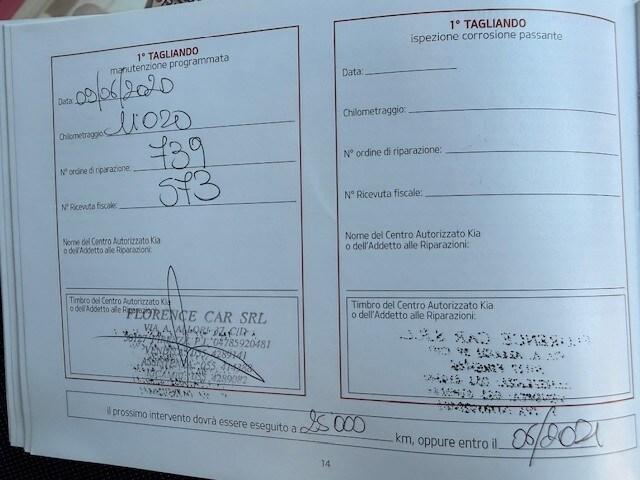 1° TAGLIANDO
manutenzione programmata
Data: 09/06/2020
Chilometraggio: 11020
N° ordine di riparazione: 739
N° Ricevuta fiscale: 573
Nome del Centro Autorizzato Kia
o dell'Addetto alle Riparazioni:
Timbro del Centro Autorizzato Kia
o dell'Addetto alle Riparazioni:
FLORENCE CAR SRL
VIA A.
P.I. 04785920481
1° TAGLIANDO
ispezione corrosione passante
Data:
Chilometraggio:
N° ordine di riparazione:
N° Ricevuta fiscale:
Nome del Centro Autorizzato Kia
o dell'Addetto alle Riparazioni:
Timbro del Centro Autorizzato Kia
o dell'Addetto alle Riparazioni:
il prossimo intervento dovrà essere eseguito a 25000 km, oppure entro il 06/2021
14